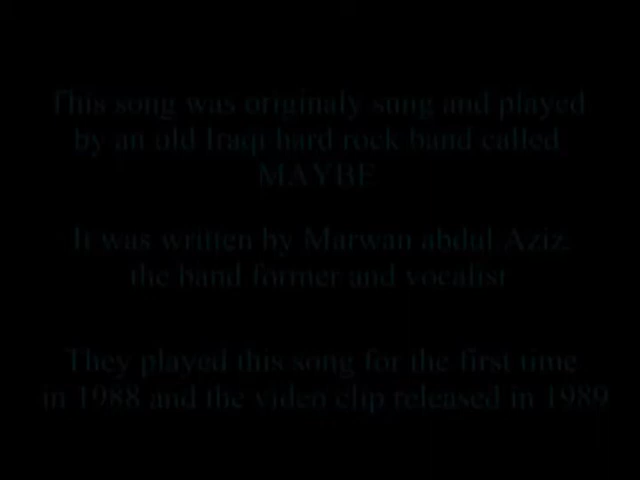 This song was originaly sung and played
by an old Iraqi hard rock band called
MAYBE
It was written by Marwan abdul Aziz,
the band former and vocalist
They played this song for the first time
in 1988 and the video clip released in 1989